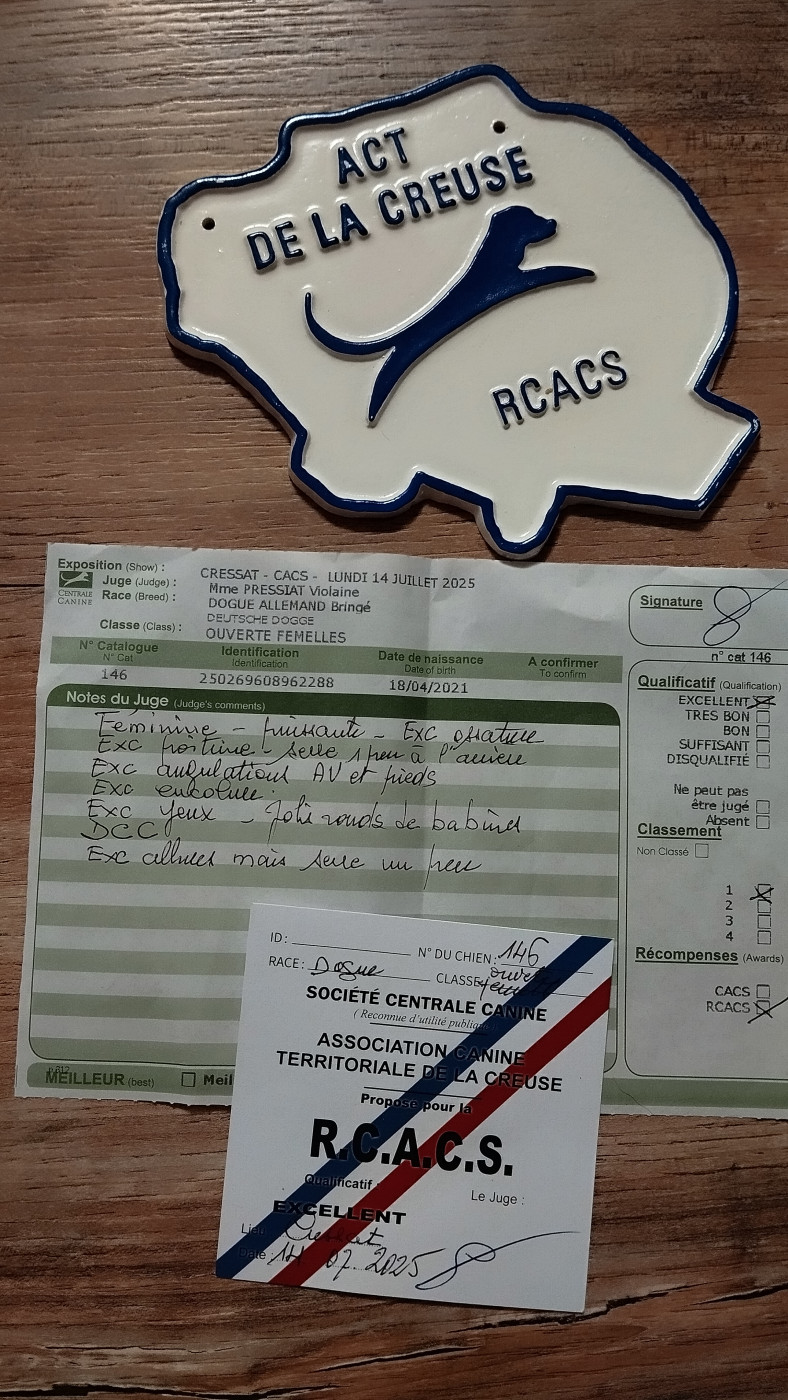 ACT
DE LA CREUSE
RCACS
Exposition (Show) : CRESSAT - CACS - LUNDI 14 JUILLET 2025
Juge (Judge) : Mme PRESSIAT Violaine
Race (Breed) : DOGUE ALLEMAND Bringé
CENTRALE
CANINE
DEUTSCHE DOGGE
Classe (Class) : OUVERTE FEMELLES
N° Catalogue Identification Date de naissance A confirmer
N° Cat Identification Date of birth To confirm
146 250269608962288 18/04/2021
Notes du Juge (Judge's comments)
Féminine - puissante - Exc ossature
Exc poitrine - serre 1 peu à l'arrière
Exc angulations AV et pieds
Exc encolure.
Exc yeux - Jolie ronds de babines
DCC
Exc allures mais serre un peu
Signature
n° cat 146
Qualificatif (Qualification)
EXCELLENT
TRES BON
BON
SUFFISANT
DISQUALIFIÉ
Ne peut pas
être jugé
Absent
Classement
Non Classé
1
2
3
4
Récompenses (Awards)
CACS
RCACS
MEILLEUR (best) Meil
ID :
N° DU CHIEN : 146
RACE : Dogue CLASSE ouverte
femelle
SOCIÉTÉ CENTRALE CANINE
( Reconnue d'utilité publique )
ASSOCIATION CANINE
TERRITORIALE DE LA CREUSE
Propose pour la
R.C.A.C.S.
Qualificatif :
Le Juge :
EXCELLENT
Lieu : Cressat
Date : 14 07 2025